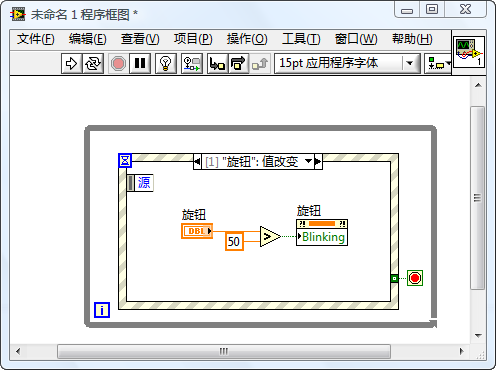 未命名 1 程序框图 *
文件(F) 编辑(E) 查看(V) 项目(P) 操作(O) 工具(T) 窗口(W) 帮助(H)
15pt 应用程序字体
1
[1] "旋钮": 值改变
源
旋钮 旋钮
DBL 50 > ?! ?! Blinking
i